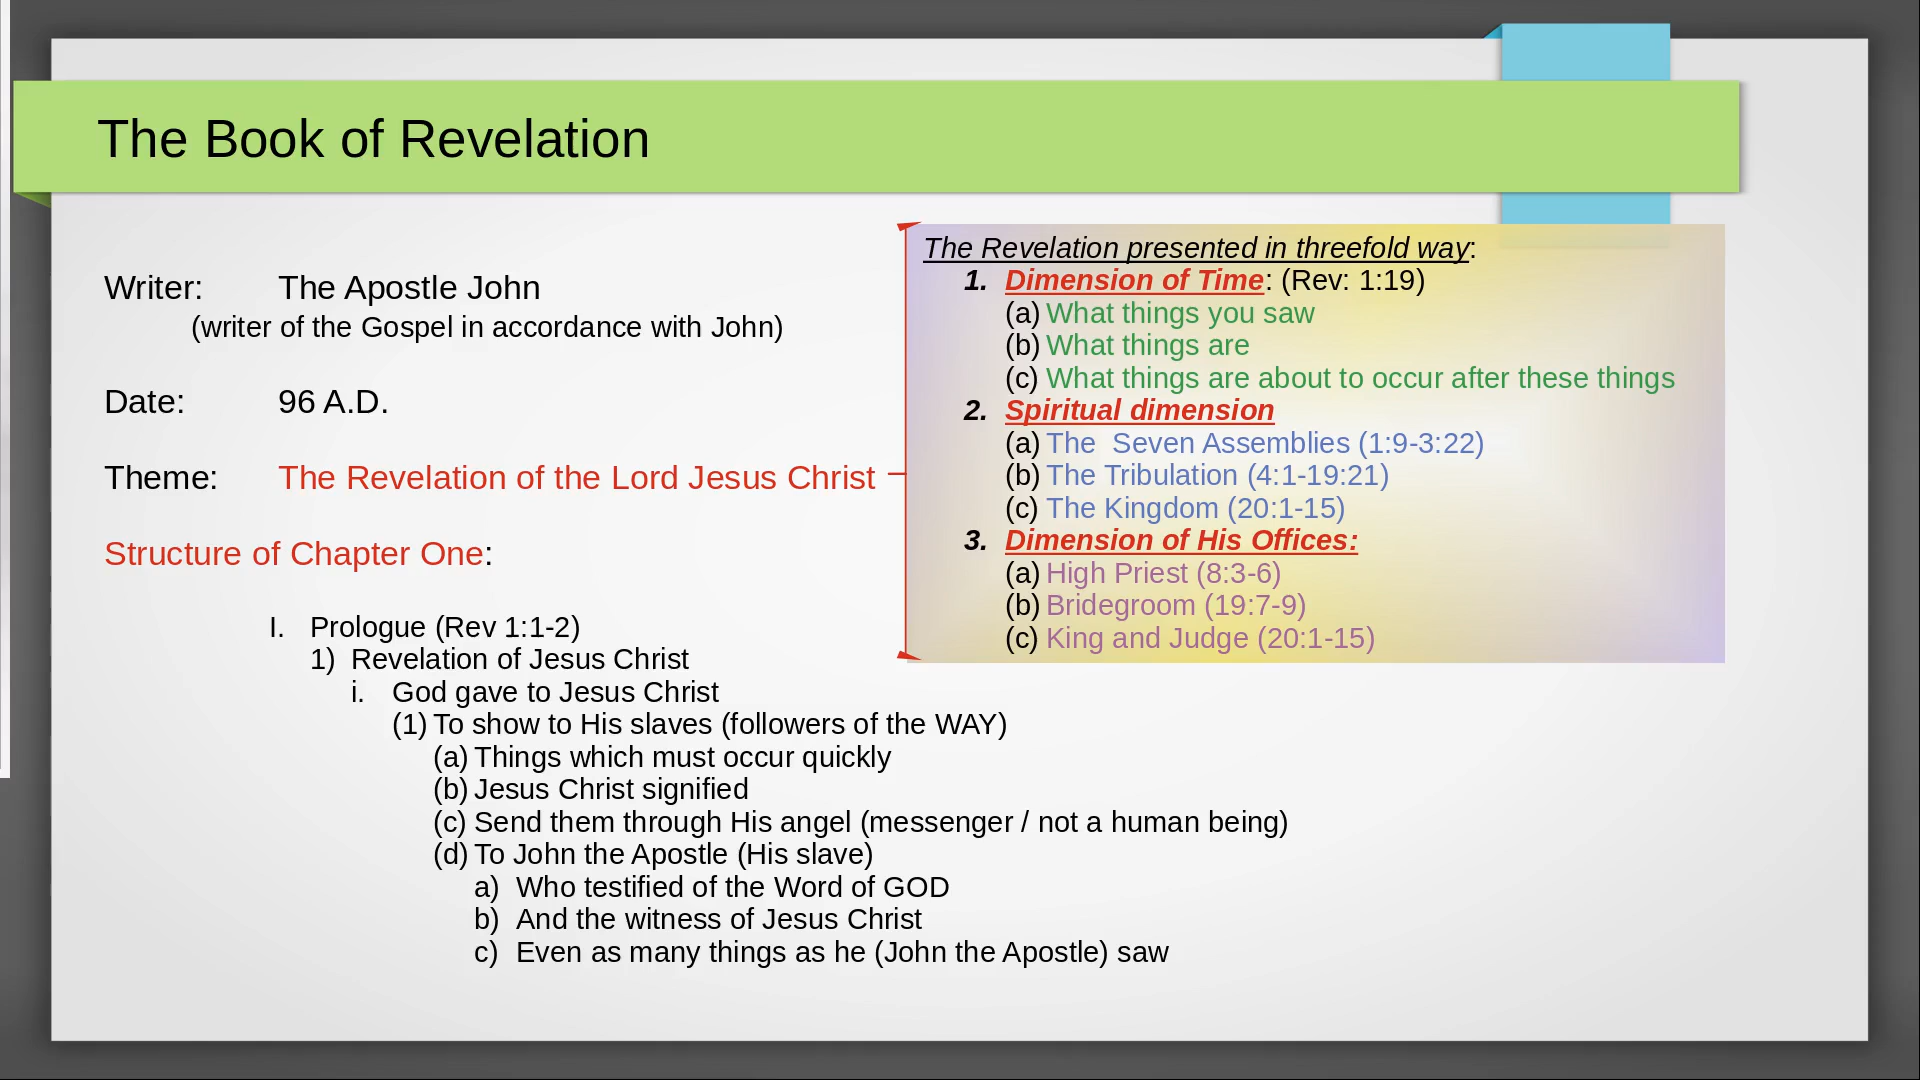 The Book of Revelation
Writer: The Apostle John
(writer of the Gospel in accordance with John)
Date: 96 A.D.
Theme: The Revelation of the Lord Jesus Christ
Structure of Chapter One:
I. Prologue (Rev 1:1-2)
1) Revelation of Jesus Christ
i. God gave to Jesus Christ
(1) To show to His slaves (followers of the WAY)
(a) Things which must occur quickly
(b) Jesus Christ signified
(c) Send them through His angel (messenger / not a human being)
(d) To John the Apostle (His slave)
a) Who testified of the Word of GOD
b) And the witness of Jesus Christ
c) Even as many things as he (John the Apostle) saw
The Revelation presented in threefold way:
1. Dimension of Time: (Rev: 1:19)
(a) What things you saw
(b) What things are
(c) What things are about to occur after these things
2. Spiritual dimension
(a) The Seven Assemblies (1:9-3:22)
(b) The Tribulation (4:1-19:21)
(c) The Kingdom (20:1-15)
3. Dimension of His Offices:
(a) High Priest (8:3-6)
(b) Bridegroom (19:7-9)
(c) King and Judge (20:1-15)